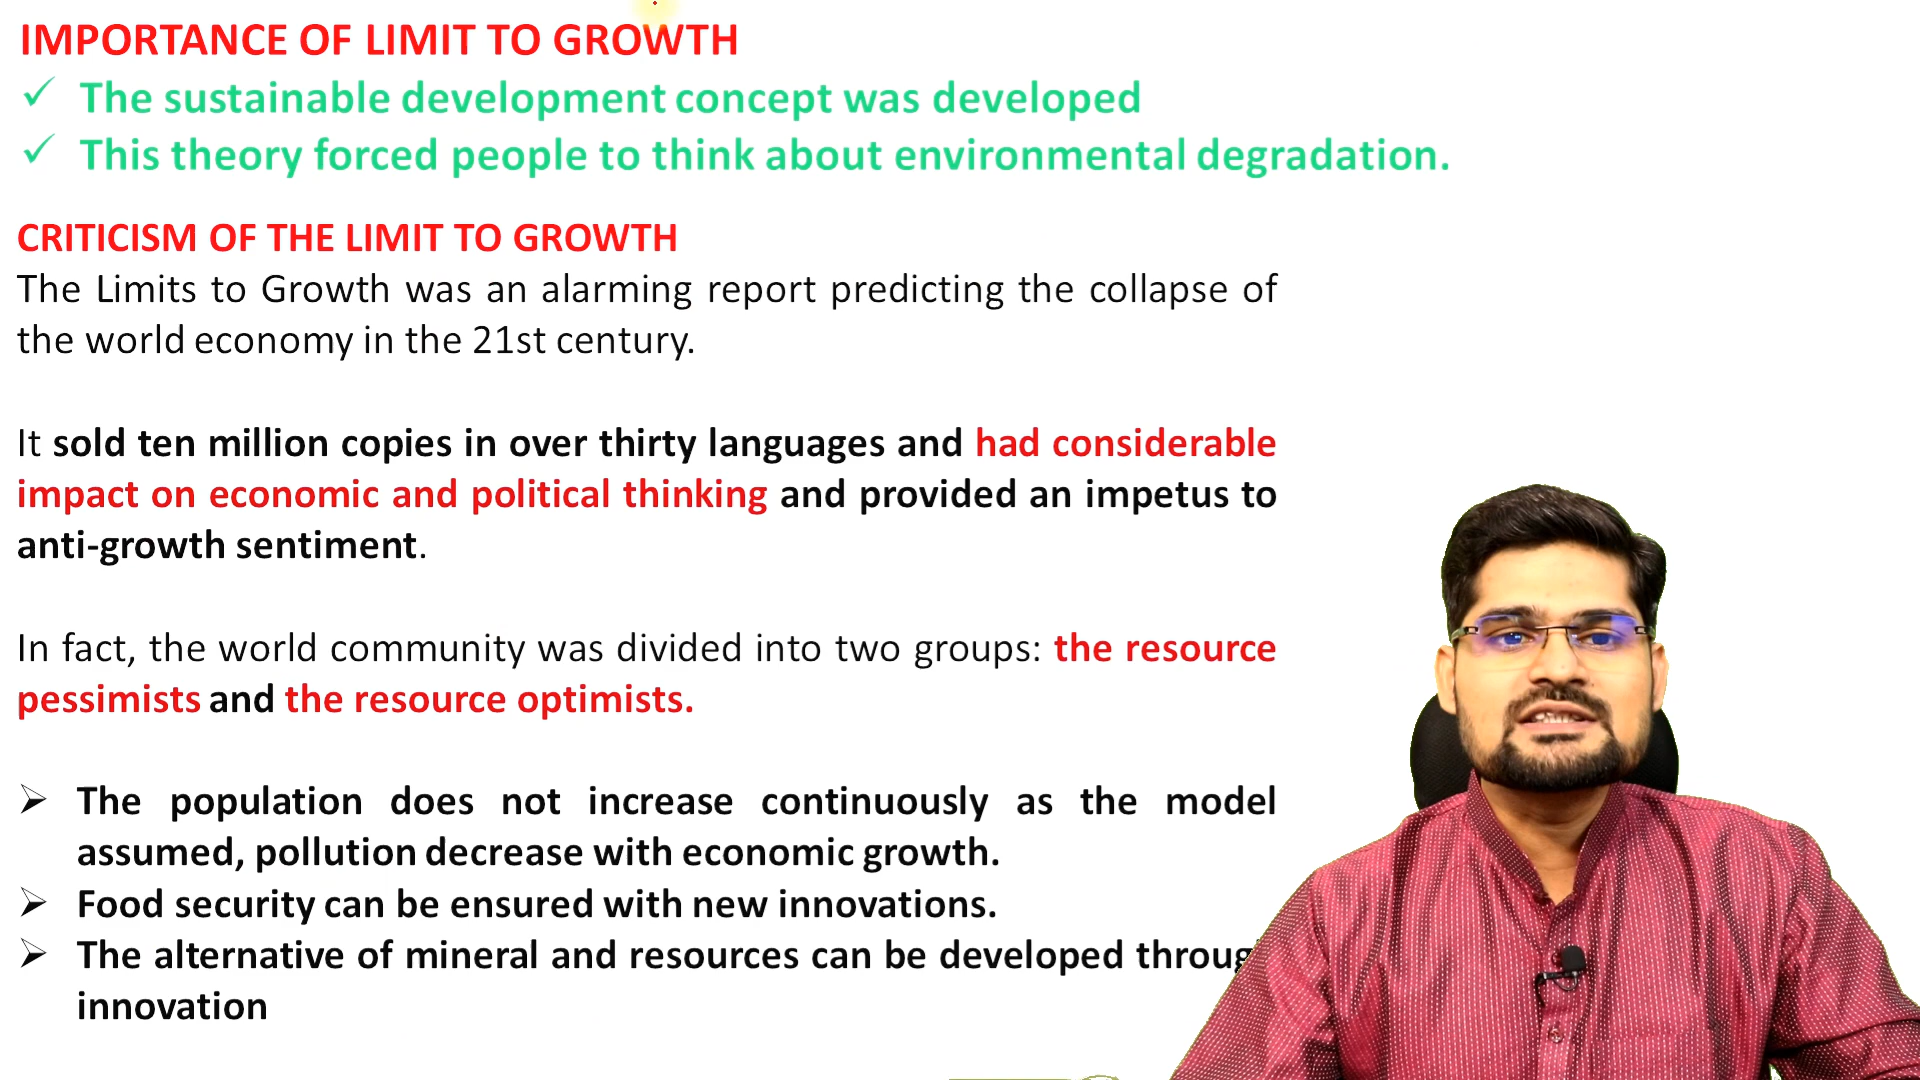 IMPORTANCE OF LIMIT TO GROWTH
✓ The sustainable development concept was developed
✓ This theory forced people to think about environmental degradation.
CRITICISM OF THE LIMIT TO GROWTH
The Limits to Growth was an alarming report predicting the collapse of
the world economy in the 21st century.
It sold ten million copies in over thirty languages and had considerable
impact on economic and political thinking and provided an impetus to
anti-growth sentiment.
In fact, the world community was divided into two groups: the resource
pessimists and the resource optimists.
➢ The population does not increase continuously as the model
assumed, pollution decrease with economic growth.
➢ Food security can be ensured with new innovations.
➢ The alternative of mineral and resources can be developed
innovation